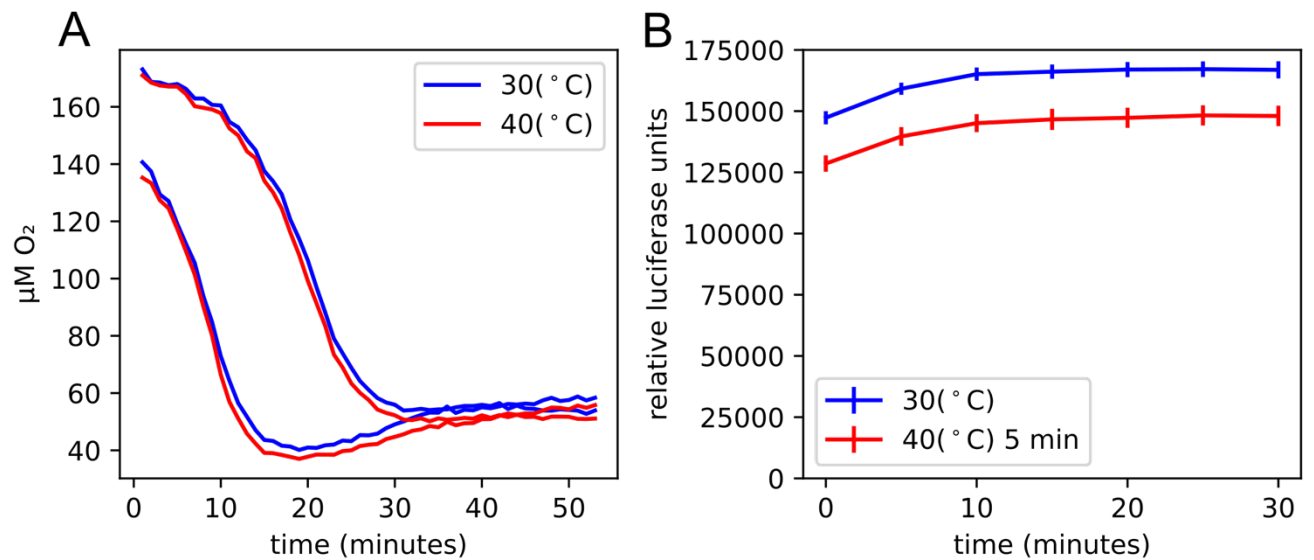 A
µM O₂
160
140
120
100
80
60
40
0
10
20
30
40
50
time (minutes)
30(°C)
40(°C)
B
relative luciferase units
175000
150000
125000
100000
75000
50000
25000
0
0
10
20
30
time (minutes)
30(°C)
40(°C) 5 min